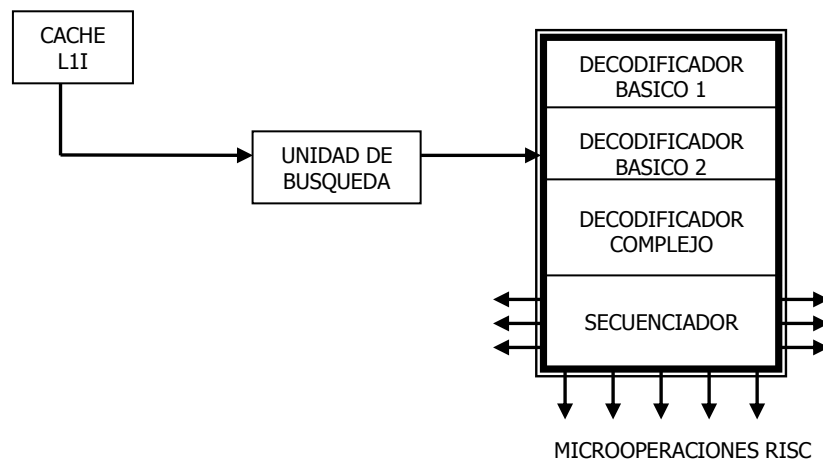 CACHE
L1I
UNIDAD DE
BUSQUEDA
DECODIFICADOR
BASICO 1
DECODIFICADOR
BASICO 2
DECODIFICADOR
COMPLEJO
SECUENCIADOR
MICROOPERACIONES RISC